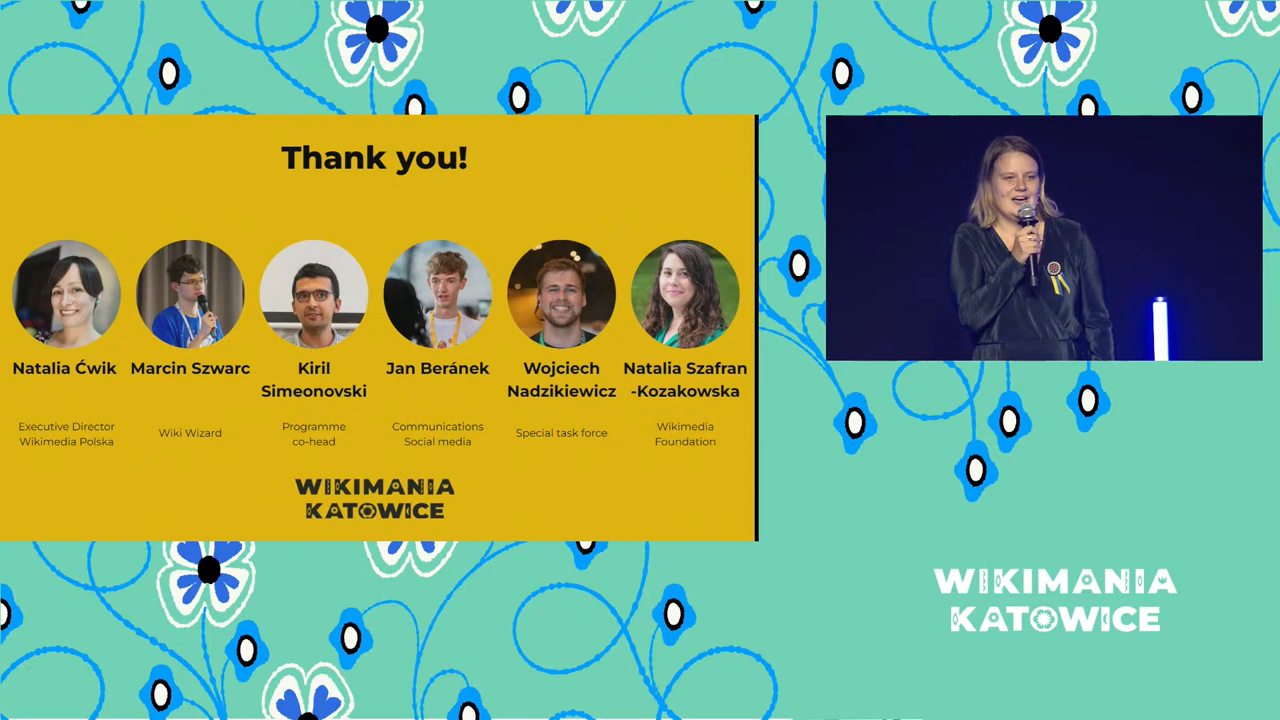 Thank you!
Natalia Ćwik
Marcin Szwarc
Kiril
Simeonovski
Jan Beránek
Wojciech
Nadzikiewicz
Natalia Szafran
-Kozakowska
Executive Director
Wikimedia Polska
Wiki Wizard
Programme
co-head
Communications
Social media
Special task force
Wikimedia
Foundation
WIKIMANIA
KATOWICE
WIKIMANIA
KATOWICE